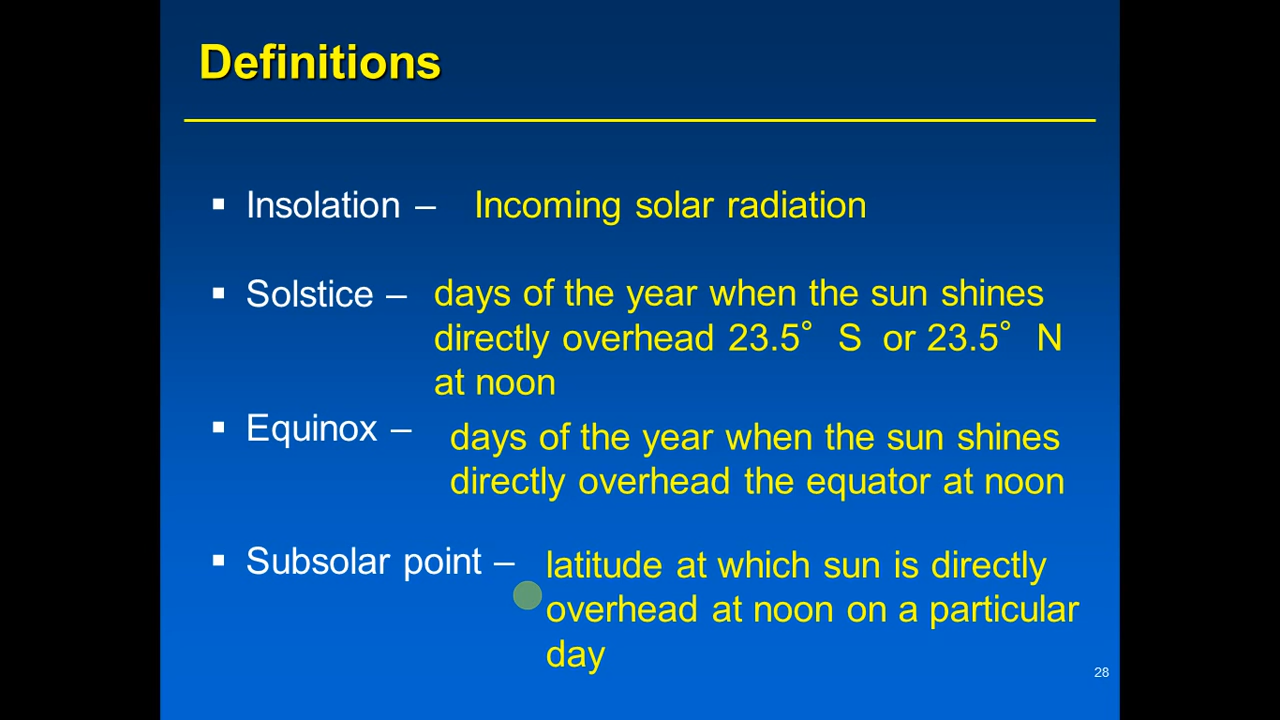 Definitions
▪ Insolation – Incoming solar radiation
▪ Solstice – days of the year when the sun shines
directly overhead 23.5° S or 23.5° N
at noon
▪ Equinox – days of the year when the sun shines
directly overhead the equator at noon
▪ Subsolar point – latitude at which sun is directly
overhead at noon on a particular
day
28